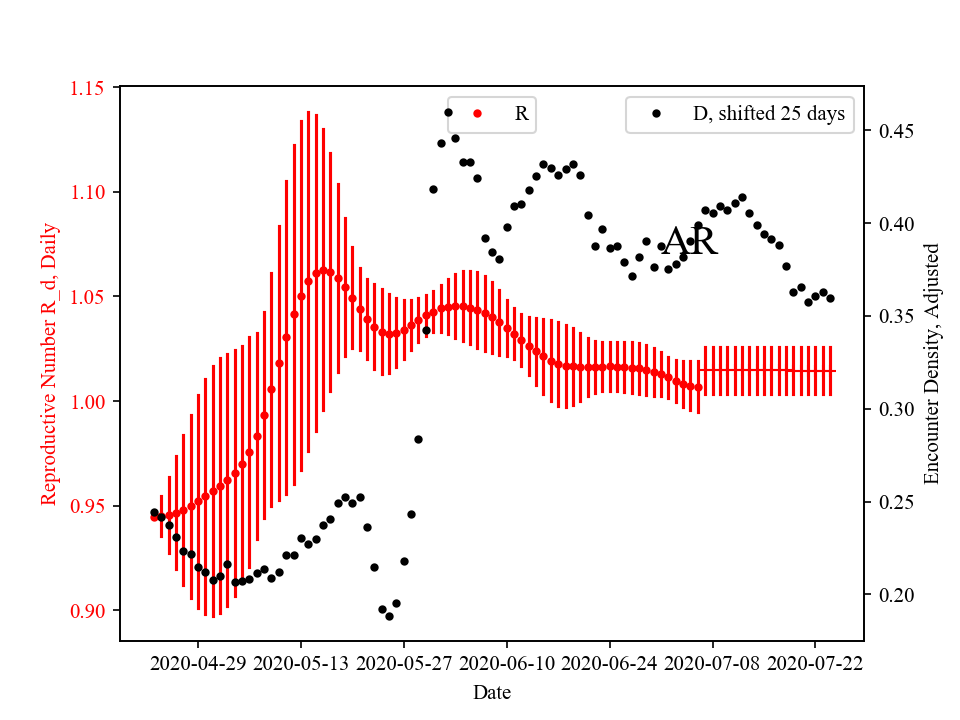 1.15
1.10
1.05
1.00
0.95
0.90
Reproductive Number R_d, Daily
R
D, shifted 25 days
AR
0.45
0.40
0.35
0.30
0.25
0.20
Encounter Density, Adjusted
2020-04-29 2020-05-13 2020-05-27 2020-06-10 2020-06-24 2020-07-08 2020-07-22
Date